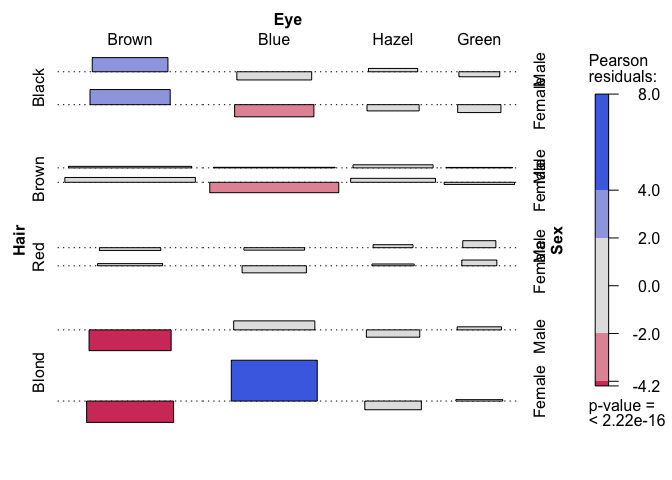 Eye
Brown Blue Hazel Green
Hair
Black
Brown
Red
Blond
Male
Female
Male
Female
Male
Female
Male
Female
Sex
Pearson
residuals:
8.0
4.0
2.0
0.0
-2.0
-4.2
p-value =
< 2.22e-16